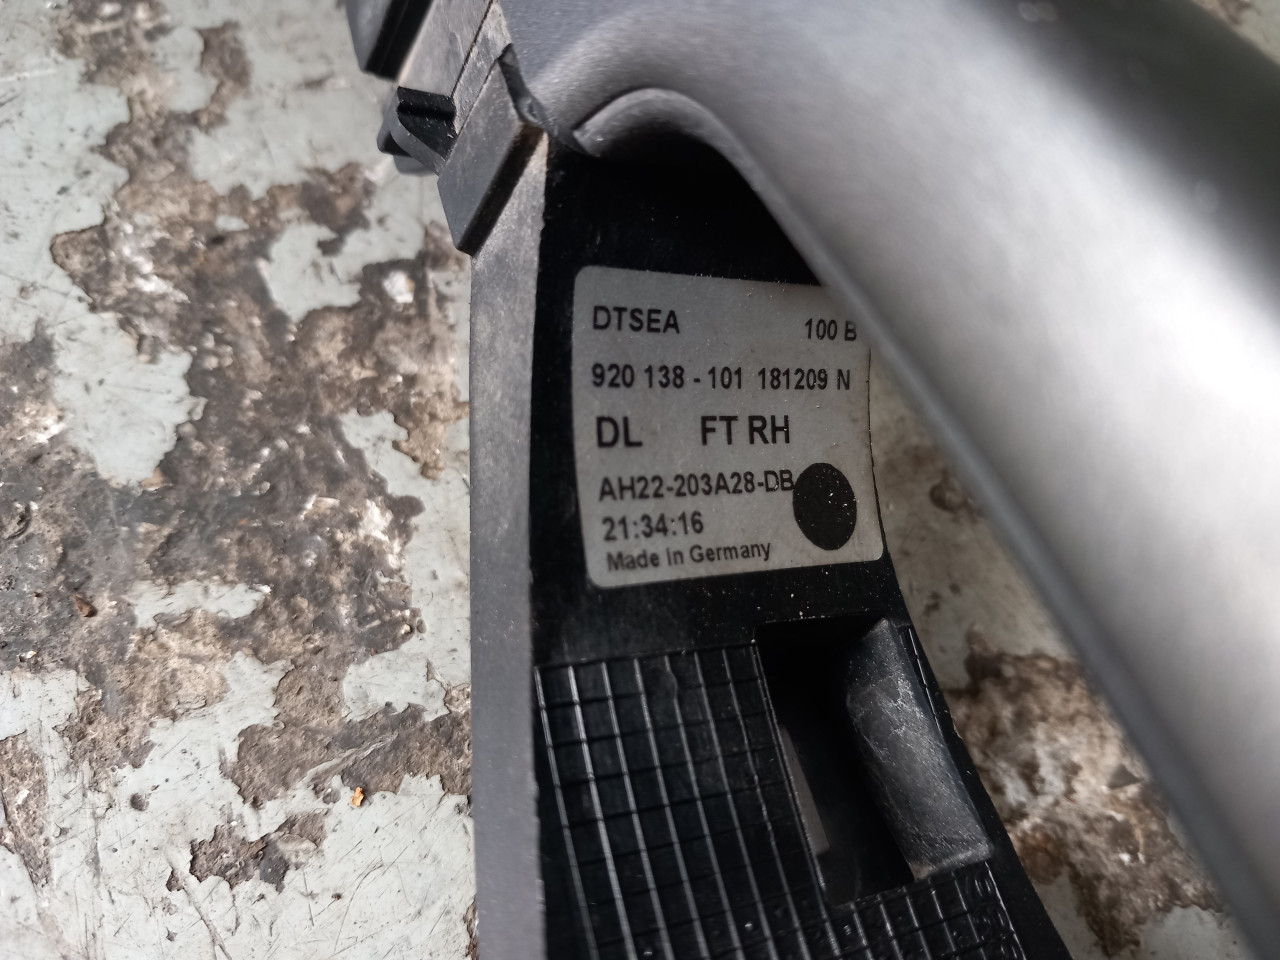 DTSEA 100 B
920 138 - 101 181209 N
DL FT RH
AH22-203A28-DB
21:34:16
Made in Germany